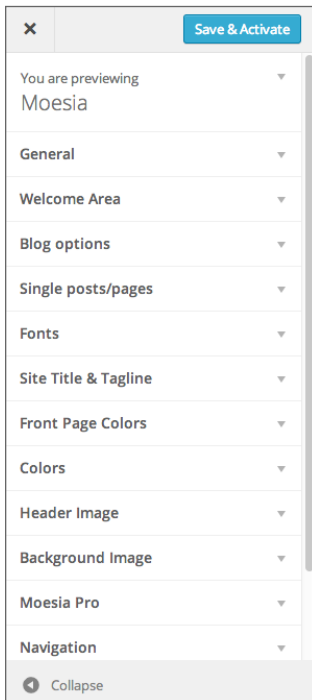 Save & Activate
You are previewing
Moesia
General
Welcome Area
Blog options
Single posts/pages
Fonts
Site Title & Tagline
Front Page Colors
Colors
Header Image
Background Image
Moesia Pro
Navigation
Collapse